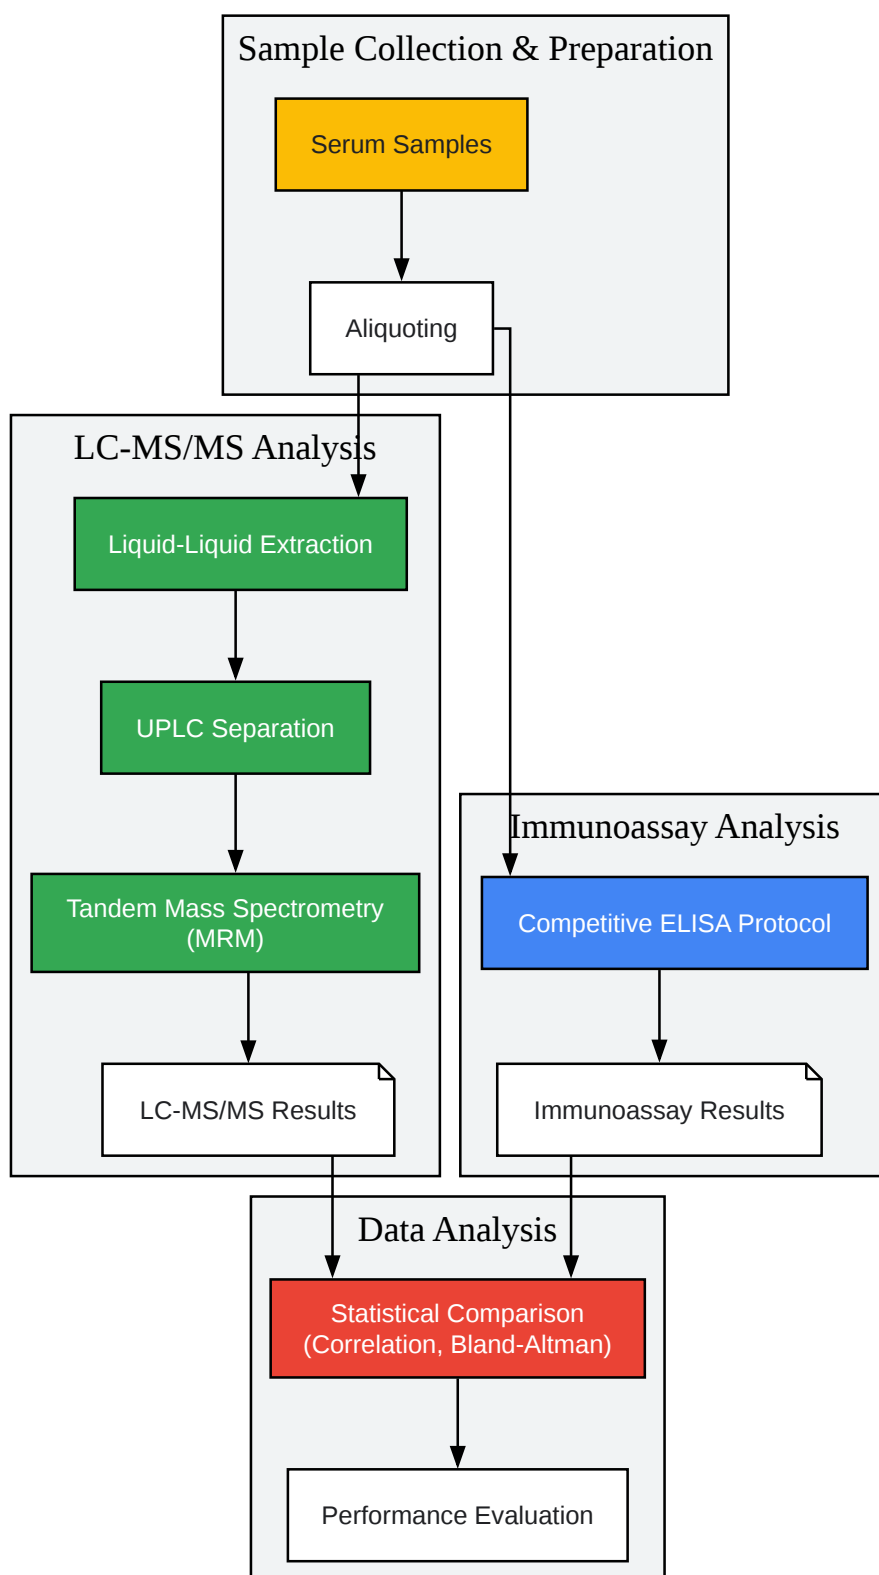 Sample Collection & Preparation
Serum Samples
Aliquoting
LC-MS/MS Analysis
Liquid-Liquid Extraction
UPLC Separation
Tandem Mass Spectrometry
(MRM)
LC-MS/MS Results
Immunoassay Analysis
Competitive ELISA Protocol
Immunoassay Results
Data Analysis
Statistical Comparison
(Correlation, Bland-Altman)
Performance Evaluation